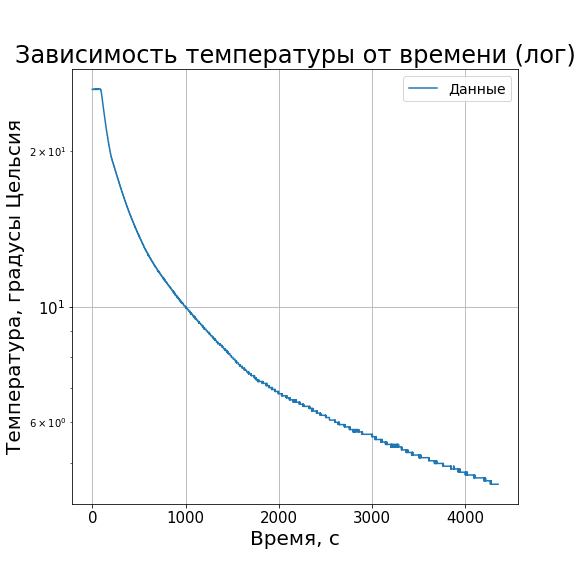 Зависимость температуры от времени (лог)
Данные
Температура, градусы Цельсия
2 × 10¹
10¹
6 × 10⁰
0 1000 2000 3000 4000
Время, с